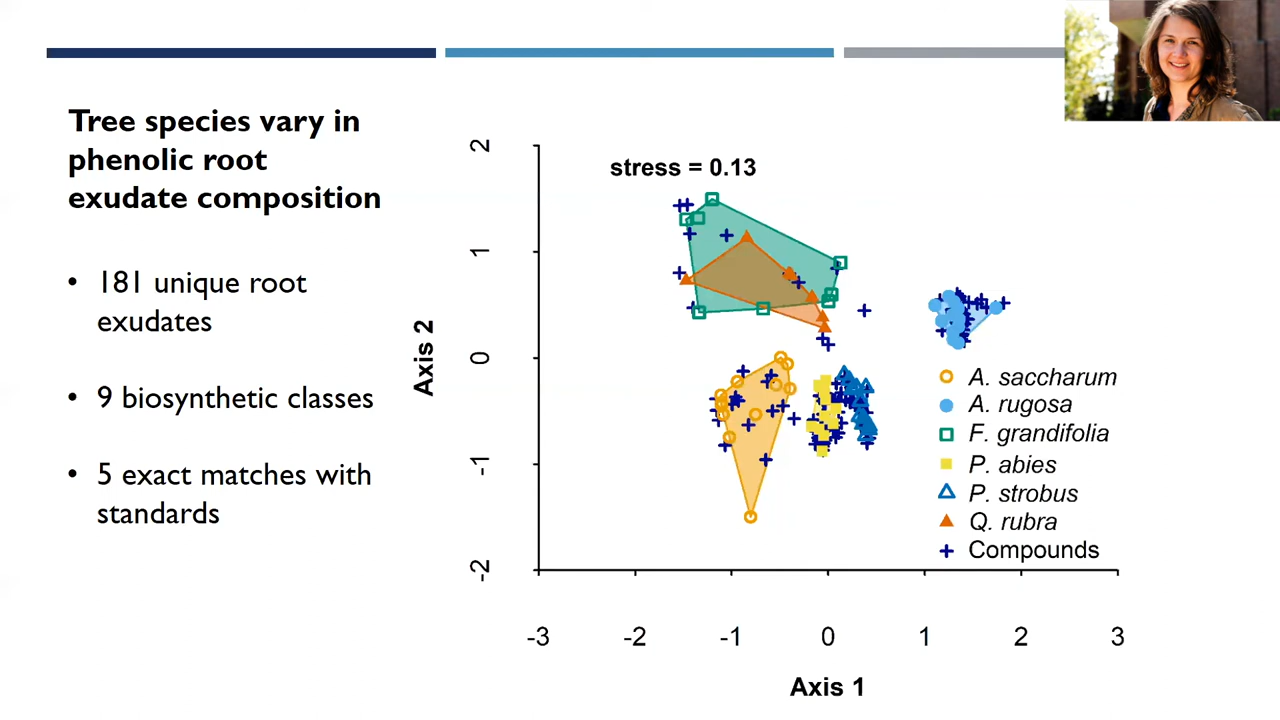 Tree species vary in
phenolic root
exudate composition
• 181 unique root
exudates
• 9 biosynthetic classes
• 5 exact matches with
standards
stress = 0.13
2
1
0
-1
-2
Axis 2
A. saccharum
A. rugosa
F. grandifolia
P. abies
P. strobus
Q. rubra
Compounds
-3 -2 -1 0 1 2 3
Axis 1